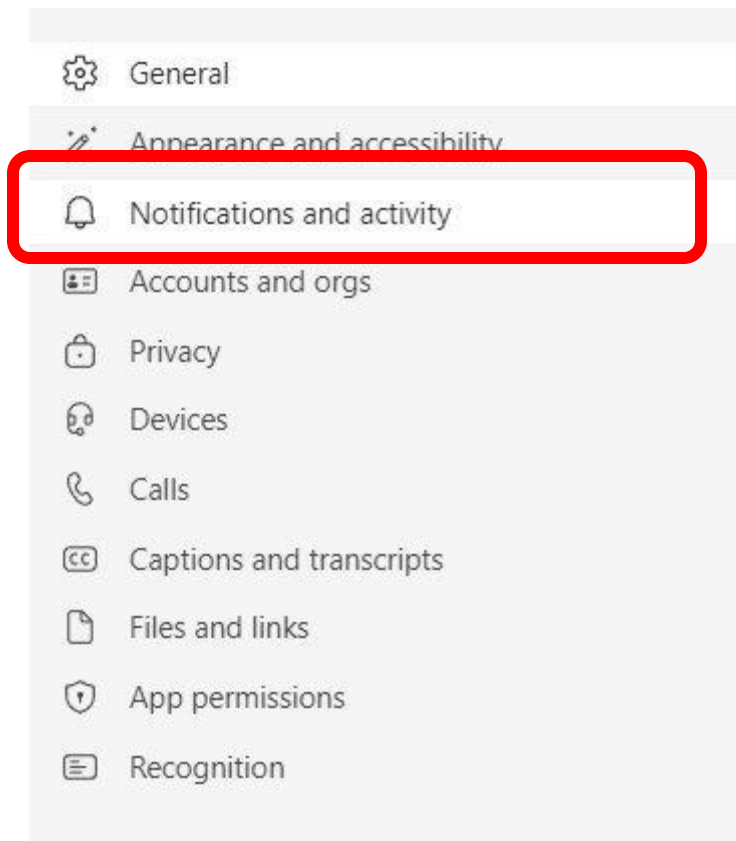 General
Appearance and accessibility
Notifications and activity
Accounts and orgs
Privacy
Devices
Calls
CC Captions and transcripts
Files and links
App permissions
Recognition